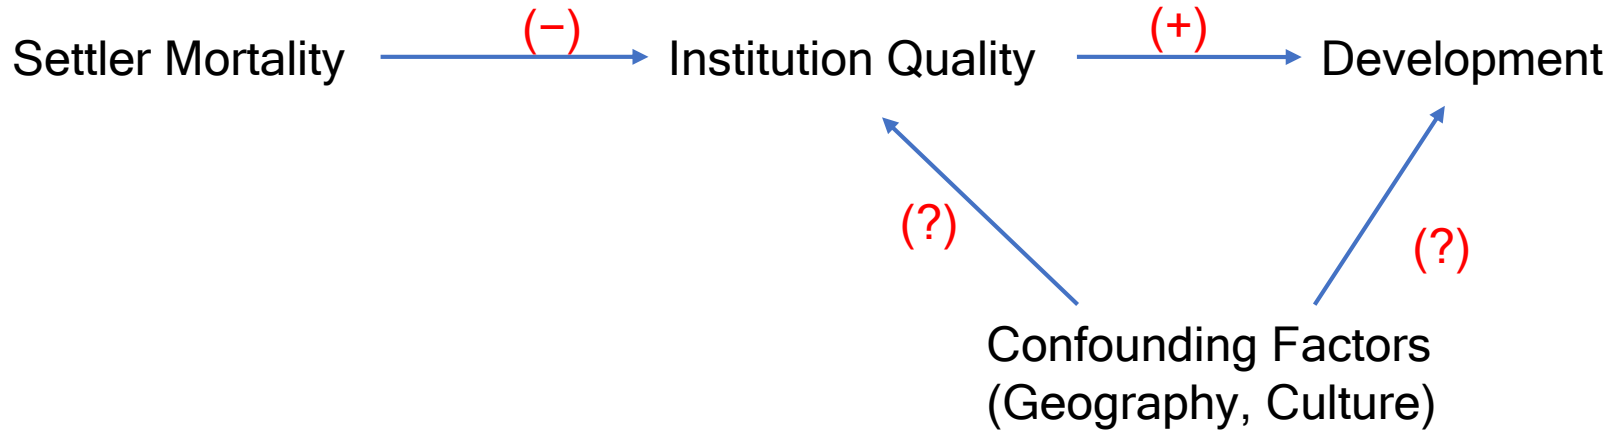 (−)
(+)
Settler Mortality
Institution Quality
Development
(?)
(?)
Confounding Factors
(Geography, Culture)